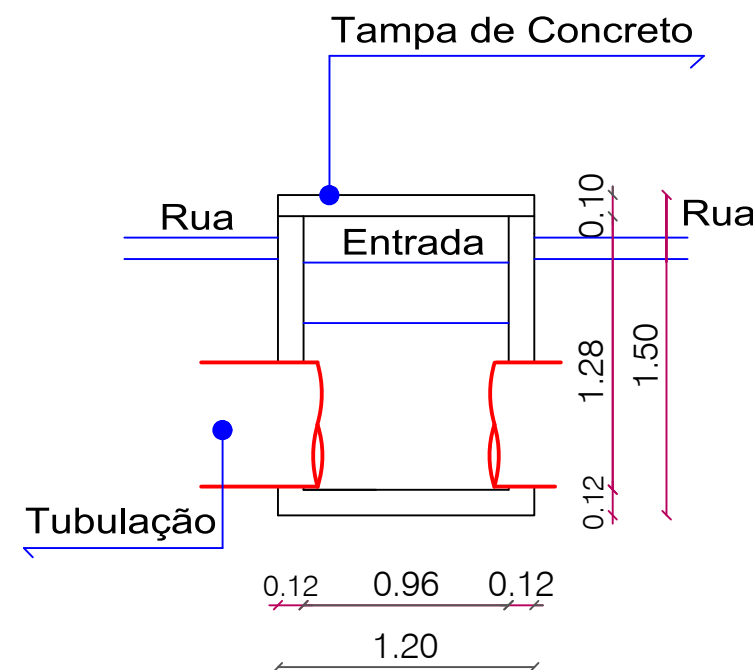 Tampa de Concreto
Rua
Entrada
Rua
0.10
1.28
1.50
0.12
Tubulação
0.12
0.96
0.12
1.20